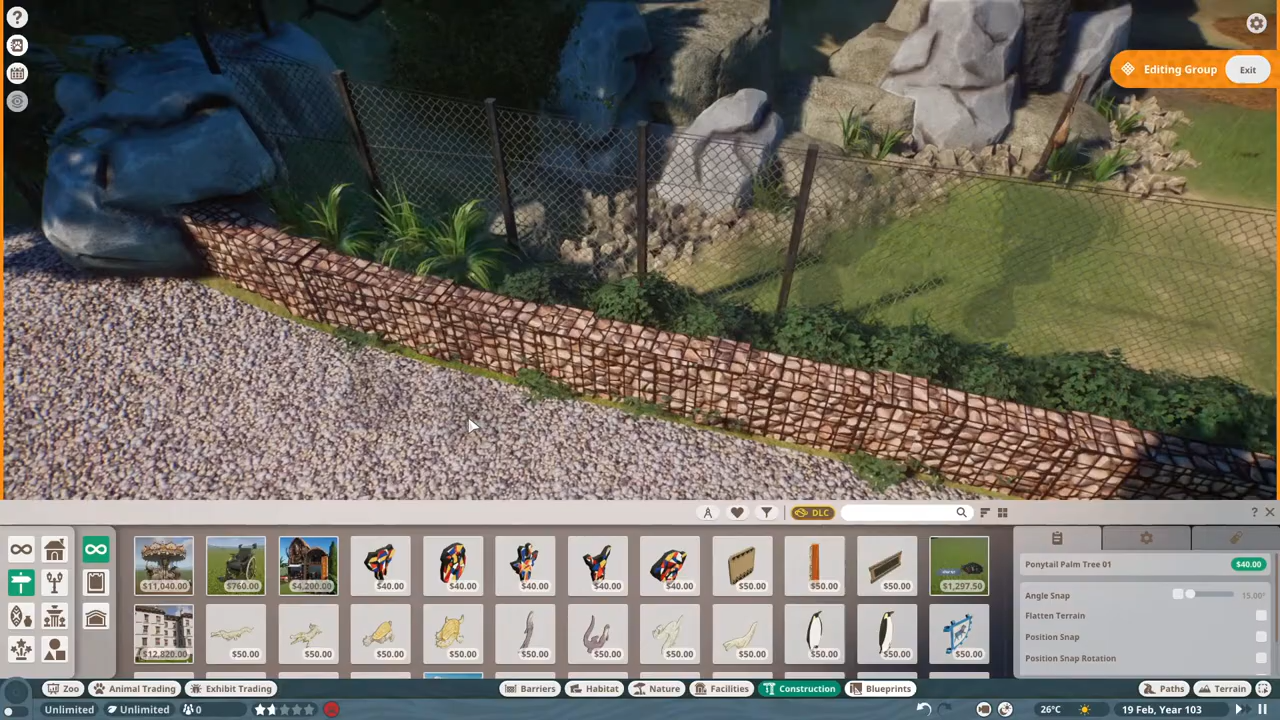 ?
Editing Group
Exit
DLC
?
$11,040.00
$760.00
$4,200.00
$40.00
$40.00
$40.00
$40.00
$40.00
$50.00
$50.00
$50.00
$1,297.50
$12,820.00
$50.00
$50.00
$50.00
$50.00
$50.00
$50.00
$50.00
$50.00
$50.00
$50.00
$50.00
Ponytail Palm Tree 01
$40.00
Angle Snap
15.00°
Flatten Terrain
Position Snap
Position Snap Rotation
Zoo
Animal Trading
Exhibit Trading
Barriers
Habitat
Nature
Facilities
Construction
Blueprints
Paths
Terrain
Unlimited
Unlimited
0
26°C
19 Feb, Year 103